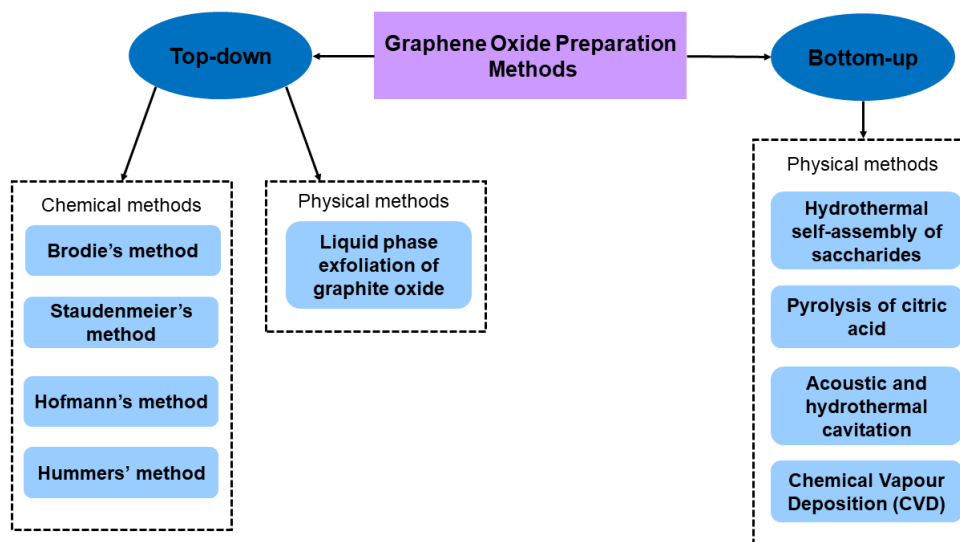 Graphene Oxide Preparation
Methods
Top-down
Bottom-up
Chemical methods
Brodie’s method
Staudenmeier’s
method
Hofmann’s method
Hummers’ method
Physical methods
Liquid phase
exfoliation of
graphite oxide
Physical methods
Hydrothermal
self-assembly of
saccharides
Pyrolysis of citric
acid
Acoustic and
hydrothermal
cavitation
Chemical Vapour
Deposition (CVD)